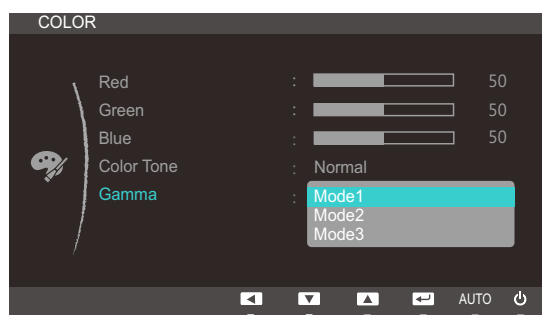 COLOR
Red : 50
Green : 50
Blue : 50
Color Tone : Normal
Gamma : Mode1
Mode2
Mode3
AUTO